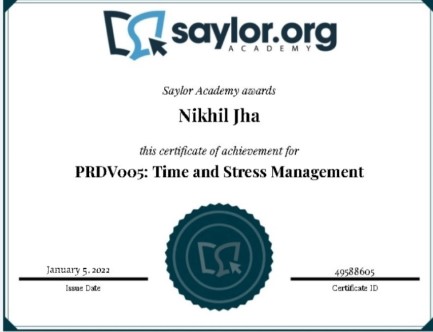 saylor.org
ACADEMY
Saylor Academy awards
Nikhil Jha
this certificate of achievement for
PRDV005: Time and Stress Management
January 5, 2022
49588605
Issue Date
Certificate ID